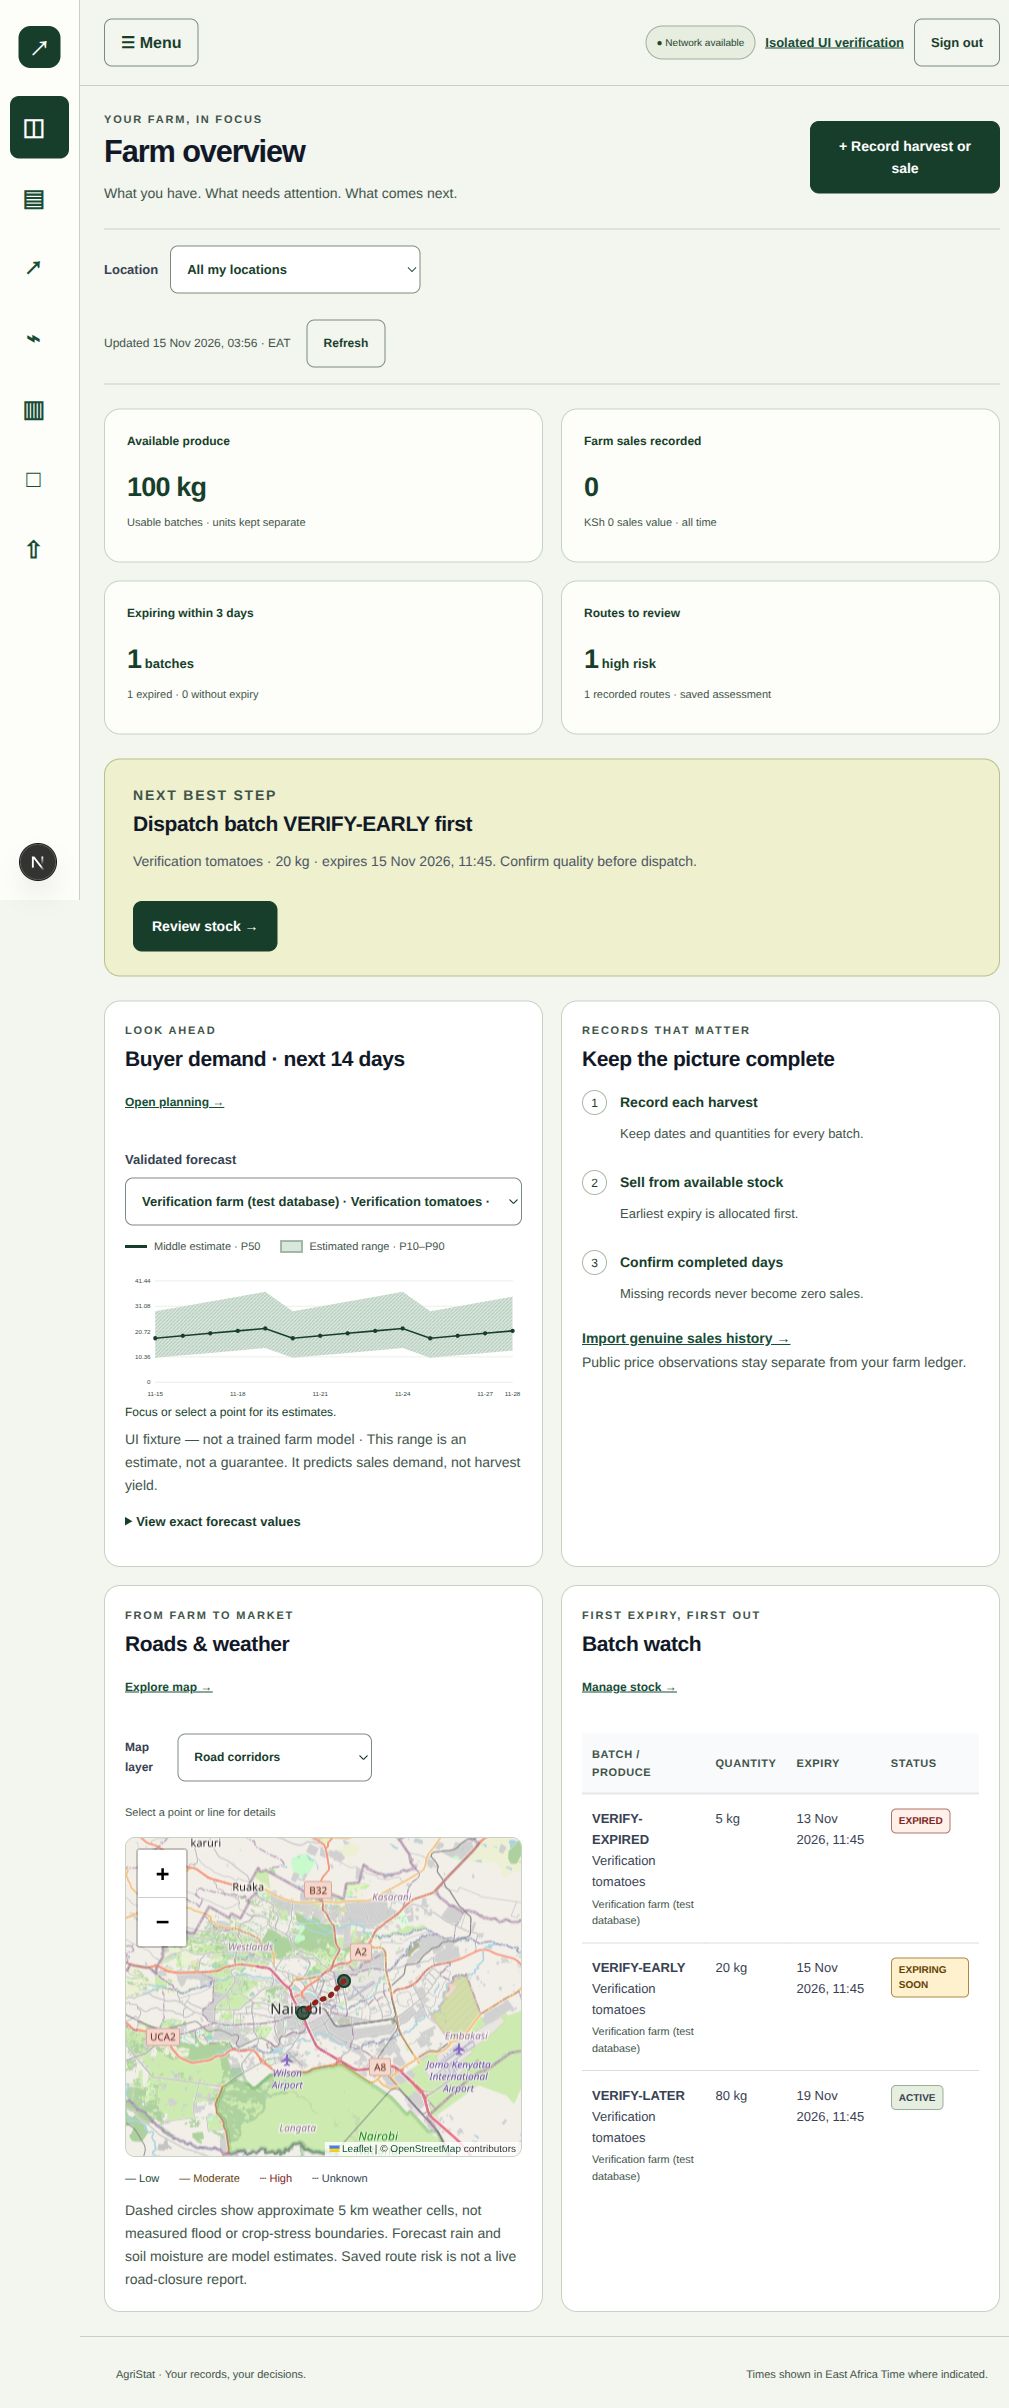 ☰ Menu
● Network available
Isolated UI verification
Sign out
YOUR FARM, IN FOCUS
Farm overview
What you have. What needs attention. What comes next.
+ Record harvest or
sale
Location
All my locations
Updated 15 Nov 2026, 03:56 · EAT
Refresh
Available produce
100 kg
Usable batches · units kept separate
Farm sales recorded
0
KSh 0 sales value · all time
Expiring within 3 days
1 batches
1 expired · 0 without expiry
Routes to review
1 high risk
1 recorded routes · saved assessment
N
NEXT BEST STEP
Dispatch batch VERIFY-EARLY first
Verification tomatoes · 20 kg · expires 15 Nov 2026, 11:45. Confirm quality before dispatch.
Review stock →
LOOK AHEAD
Buyer demand · next 14 days
Open planning →
Validated forecast
Verification farm (test database) · Verification tomatoes ·
Middle estimate · P50
Estimated range · P10–P90
41.44
31.08
20.72
10.36
0
11-15
11-18
11-21
11-24
11-27
11-28
Focus or select a point for its estimates.
UI fixture — not a trained farm model · This range is an
estimate, not a guarantee. It predicts sales demand, not harvest
yield.
▶ View exact forecast values
RECORDS THAT MATTER
Keep the picture complete
1
Record each harvest
Keep dates and quantities for every batch.
2
Sell from available stock
Earliest expiry is allocated first.
3
Confirm completed days
Missing records never become zero sales.
Import genuine sales history →
Public price observations stay separate from your farm ledger.
FROM FARM TO MARKET
Roads & weather
Explore map →
Map
layer
Road corridors
Select a point or line for details
+
−
karuri
Ruaka
B32
Kasarani
Westlands
A2
Nairobi
UCA2
Embakasi
Wilson
Airport
A8
Jomo Kenyatta
International
Airport
Langata
Nairobi
Leaflet | © OpenStreetMap contributors
— Low
— Moderate
┄ High
┄ Unknown
Dashed circles show approximate 5 km weather cells, not
measured flood or crop-stress boundaries. Forecast rain and
soil moisture are model estimates. Saved route risk is not a live
road-closure report.
FIRST EXPIRY, FIRST OUT
Batch watch
Manage stock →
BATCH /
PRODUCE
QUANTITY
EXPIRY
STATUS
VERIFY-
EXPIRED
Verification
tomatoes
Verification farm (test
database)
5 kg
13 Nov
2026, 11:45
EXPIRED
VERIFY-EARLY
Verification
tomatoes
Verification farm (test
database)
20 kg
15 Nov
2026, 11:45
EXPIRING
SOON
VERIFY-LATER
Verification
tomatoes
Verification farm (test
database)
80 kg
19 Nov
2026, 11:45
ACTIVE
AgriStat · Your records, your decisions.
Times shown in East Africa Time where indicated.